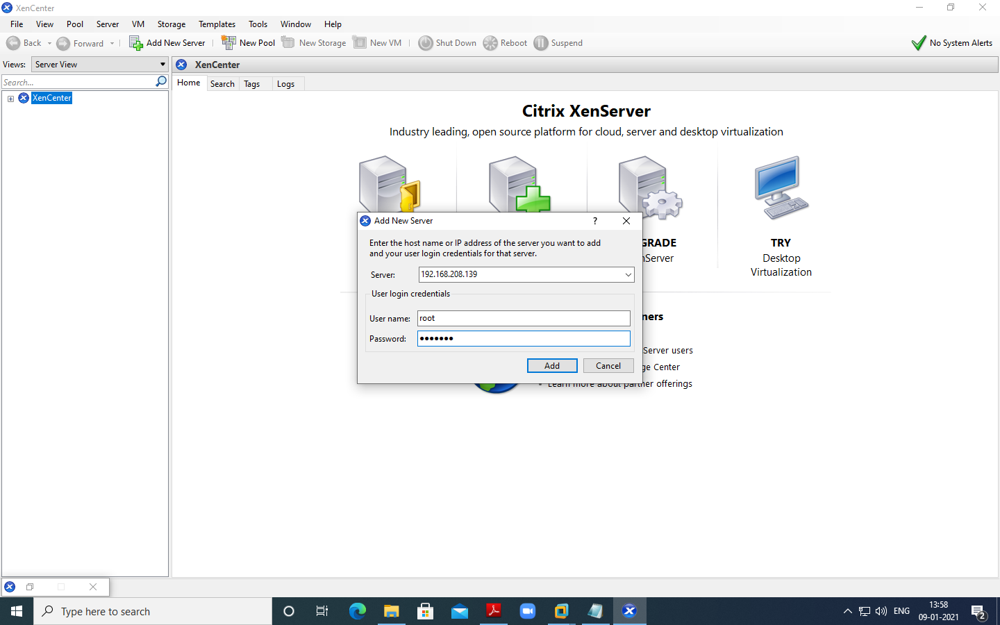 XenCenter
File View Pool Server VM Storage Templates Tools Window Help
Back Forward Add New Server New Pool New Storage New VM Shut Down Reboot Suspend No System Alerts
Views: Server View
XenCenter
Search...
Home Search Tags Logs
XenCenter
Citrix XenServer
Industry leading, open source platform for cloud, server and desktop virtualization
GRADE
nServer
TRY
Desktop
Virtualization
Add New Server ?
Enter the host name or IP address of the server you want to add
and your user login credentials for that server.
Server: 192.168.208.139
User login credentials
User name: root
Password: •••••••
Add Cancel
ners
Server users
ge Center
Learn more about partner offerings
Type here to search
ENG
13:58
09-01-2021
2